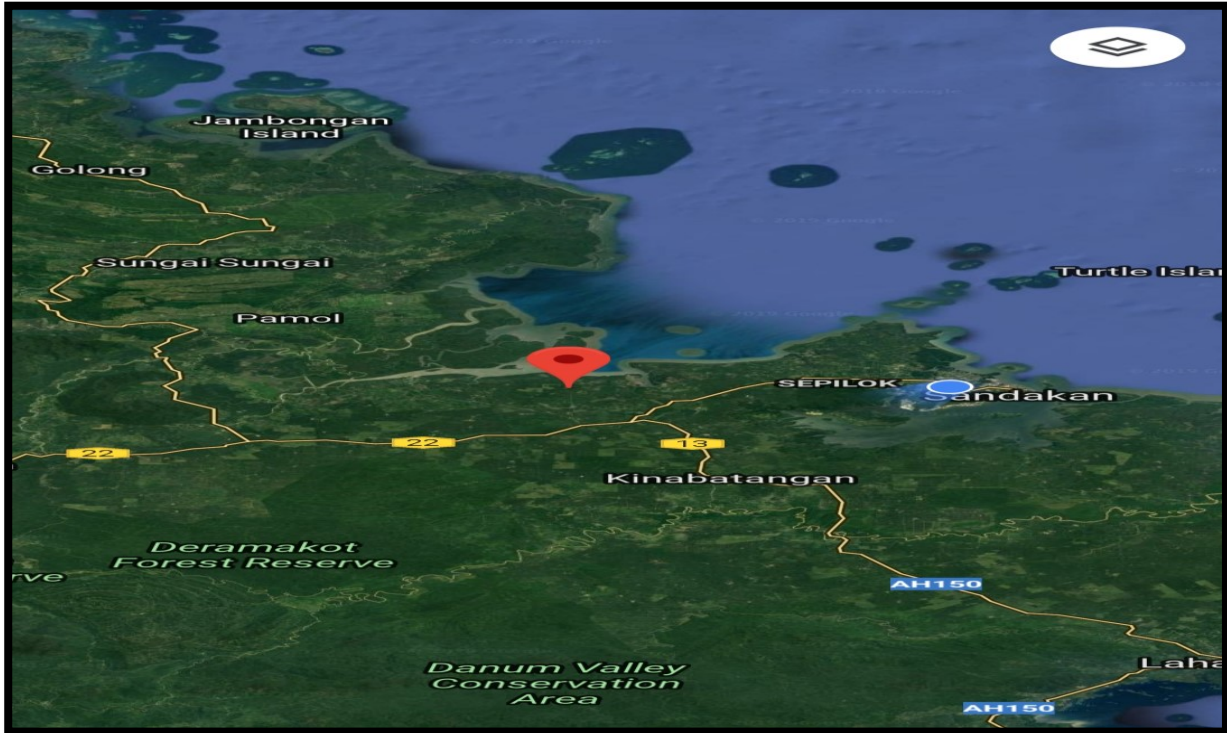 Jambongan
Island
Golong
Sungai Sungai
Turtle Islan
Pamol
SEPILOK
Sandakan
22
22
13
Kinabatangan
Deramakot
Forest Reserve
rve
AH150
Danum Valley
Conservation
Area
Laha
AH150